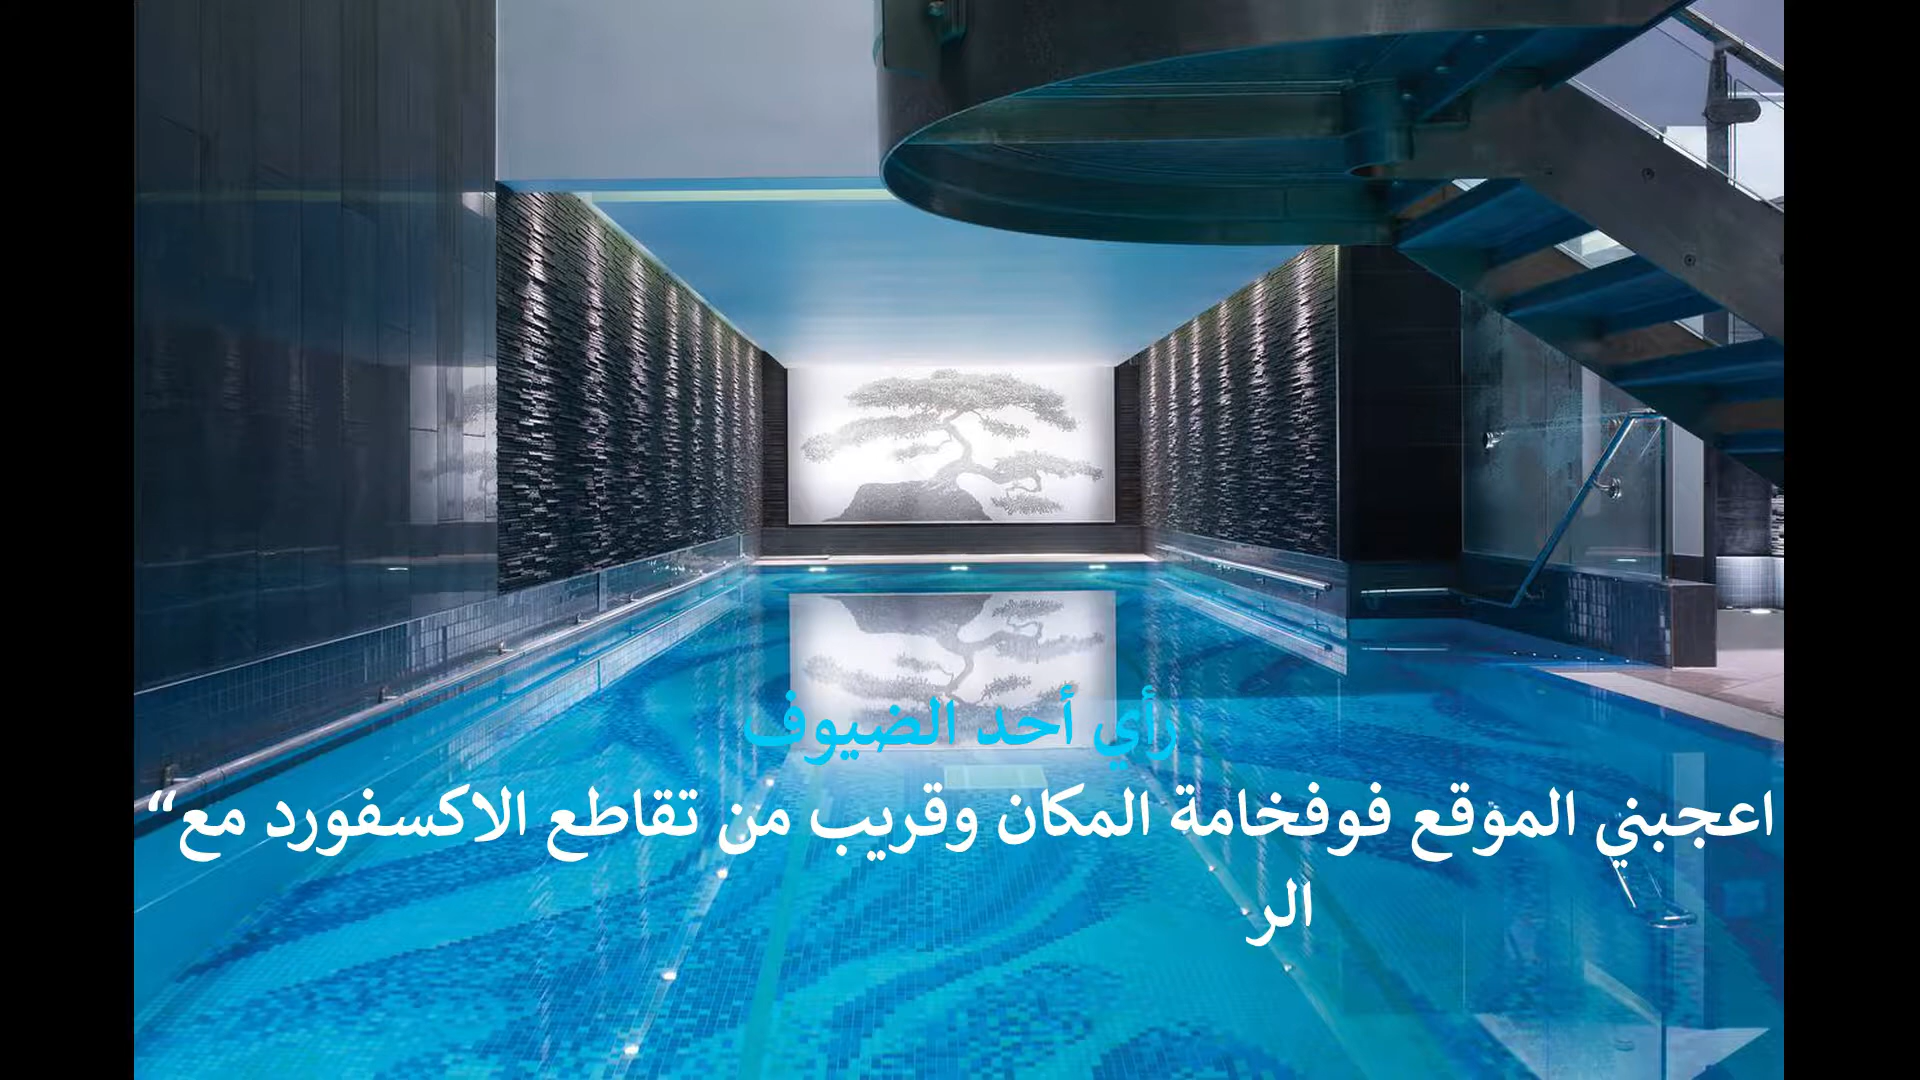 رأي أحد الضيوف
“اعجبني الموقع فوفخامة المكان وقريب من تقاطع الاكسفورد مع
الر